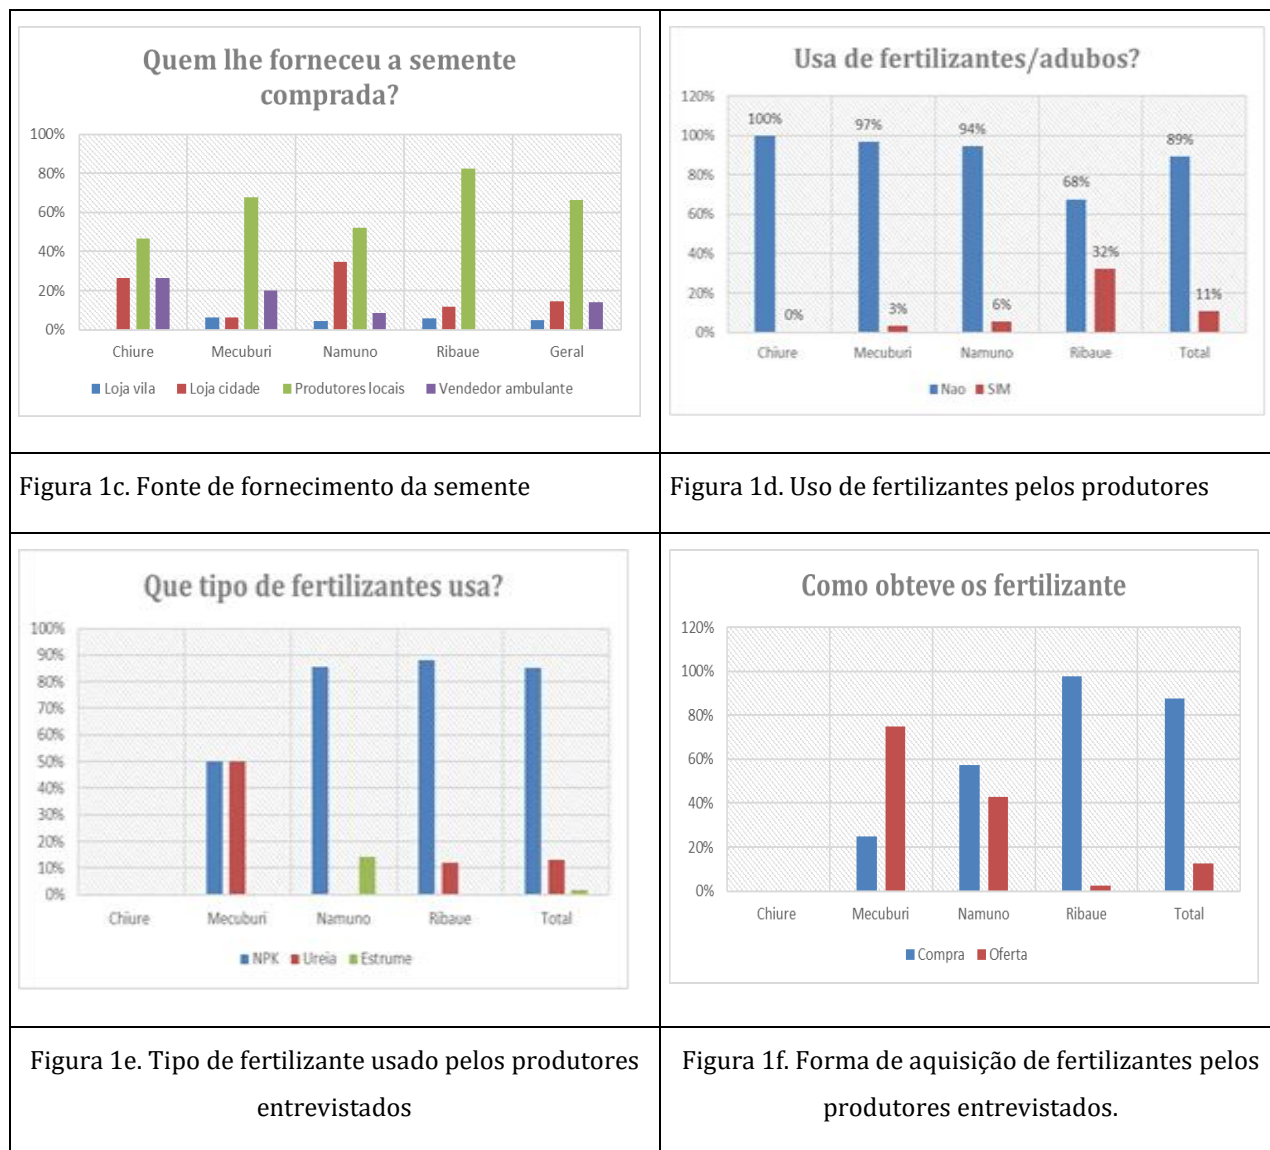 Quem lhe forneceu a semente
comprada?
100%
80%
60%
40%
20%
0%
Chiure Mecuburi Namuno Ribaue Geral
Loja vila Loja cidade Produtores locais Vendedor ambulante
Usa de fertilizantes/adubos?
120%
100%
80%
60%
40%
20%
0%
100% 0% 97% 3% 94% 6% 68% 32% 89% 11%
Chiure Mecuburi Namuno Ribaue Total
Nao SIM
Figura 1c. Fonte de fornecimento da semente
Figura 1d. Uso de fertilizantes pelos produtores
Que tipo de fertilizantes usa?
100%
90%
80%
70%
60%
50%
40%
30%
20%
10%
0%
Chiure Mecuburi Namuno Ribaue Total
NPK Ureia Estrume
Como obteve os fertilizante
120%
100%
80%
60%
40%
20%
0%
Chiure Mecuburi Namuno Ribaue Total
Compra Oferta
Figura 1e. Tipo de fertilizante usado pelos produtores
entrevistados
Figura 1f. Forma de aquisição de fertilizantes pelos
produtores entrevistados.